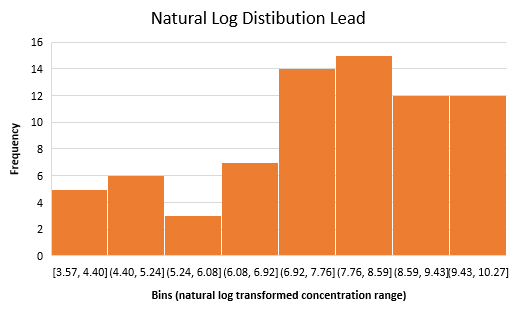 Natural Log Distibution Lead
16
14
12
10
8
6
4
2
0
Frequency
[3.57, 4.40] (4.40, 5.24] (5.24, 6.08] (6.08, 6.92] (6.92, 7.76] (7.76, 8.59] (8.59, 9.43] (9.43, 10.27]
Bins (natural log transformed concentration range)